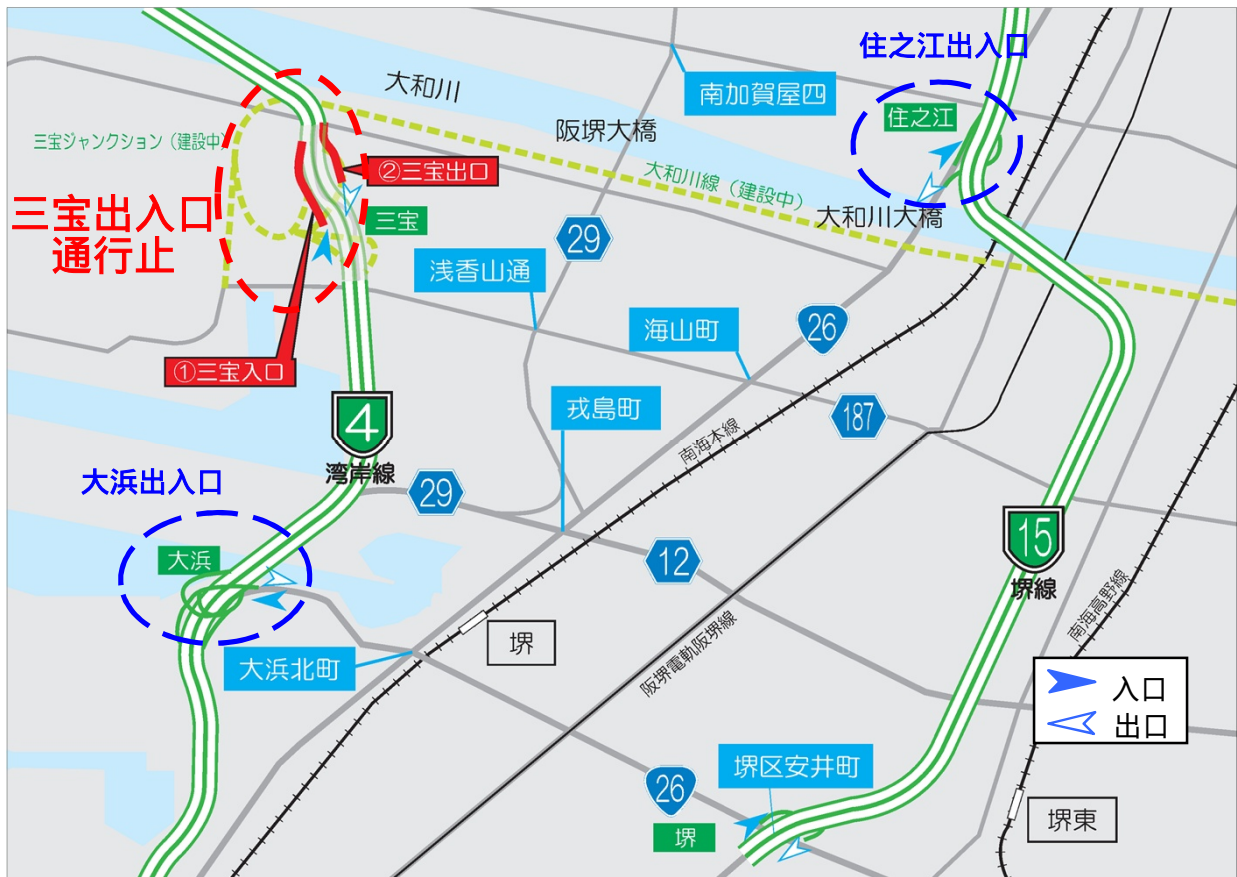 住之江出入口
大和川
南加賀屋四
住之江
三宝ジャンクション（建設中）
阪堺大橋
②三宝出口
大和川線（建設中）
三宝出入口
通行止
三宝
大和川大橋
29
浅香山通
海山町
26
①三宝入口
戎島町
187
4
湾岸線
南海本線
大浜出入口
29
15
堺線
大浜
12
南海高野線
堺
阪堺電軌阪堺線
大浜北町
入口
出口
堺区安井町
26
堺
堺東